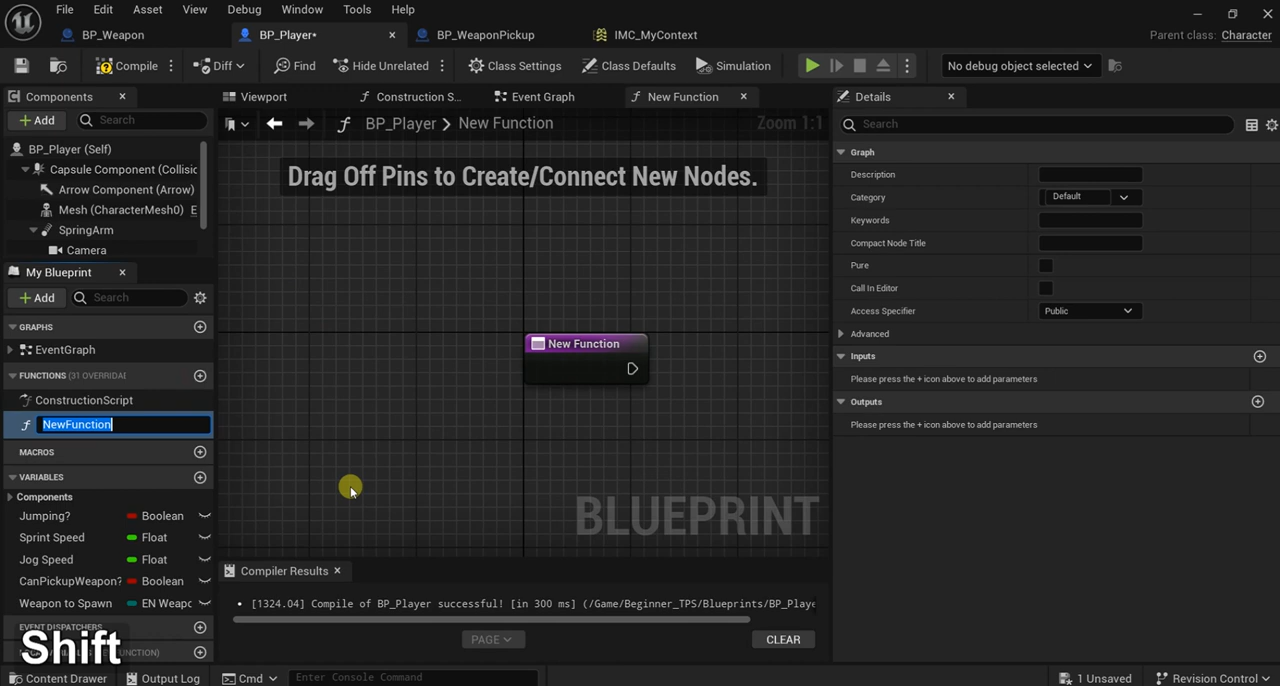 File Edit Asset View Debug Window Tools Help
BP_Weapon BP_Player* BP_WeaponPickup IMC_MyContext Parent class: Character
Compile Diff Find Hide Unrelated Class Settings Class Defaults Simulation No debug object selected
Components Viewport Construction S... Event Graph New Function Details
Add Search BP_Player New Function Zoom 1:1 Search
BP_Player (Self)
Capsule Component (Collisic
Arrow Component (Arrow)
Mesh (CharacterMesh0) E
SpringArm
Camera
My Blueprint
Add Search
GRAPHS
EventGraph
FUNCTIONS (31 OVERRIDAI
ConstructionScript
NewFunction
MACROS
VARIABLES
Components
Jumping? Boolean
Sprint Speed Float
Jog Speed Float
CanPickupWeapon? Boolean
Weapon to Spawn EN Weapc
EVENT DISPATCHERS
Shift
Drag Off Pins to Create/Connect New Nodes.
New Function
BLUEPRINT
Compiler Results
[1324.04] Compile of BP_Player successful! [in 300 ms] (/Game/Beginner_TPS/Blueprints/BP_Playe
PAGE CLEAR
Graph
Description
Category Default
Keywords
Compact Node Title
Pure
Call In Editor
Access Specifier Public
Advanced
Inputs
Please press the + icon above to add parameters
Outputs
Please press the + icon above to add parameters
Content Drawer Output Log Cmd Enter Console Command 1 Unsaved Revision Control